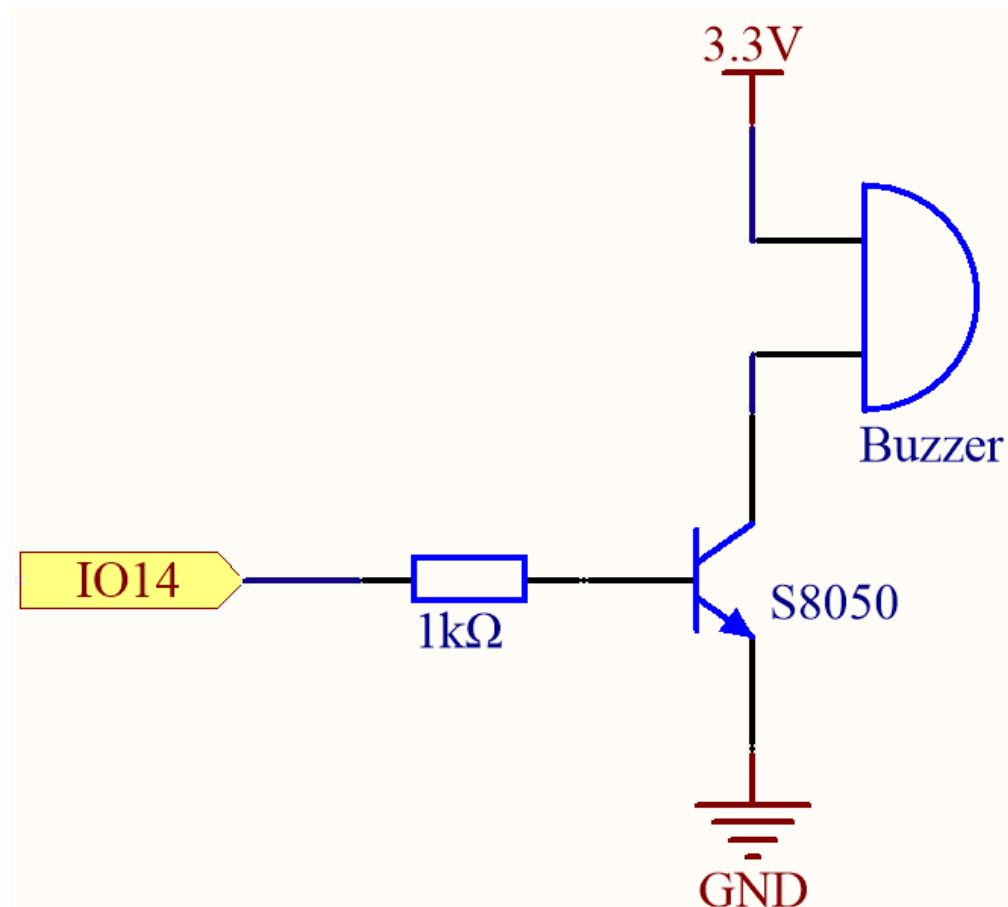 3.3V
Buzzer
IO14
S8050
1kΩ
GND